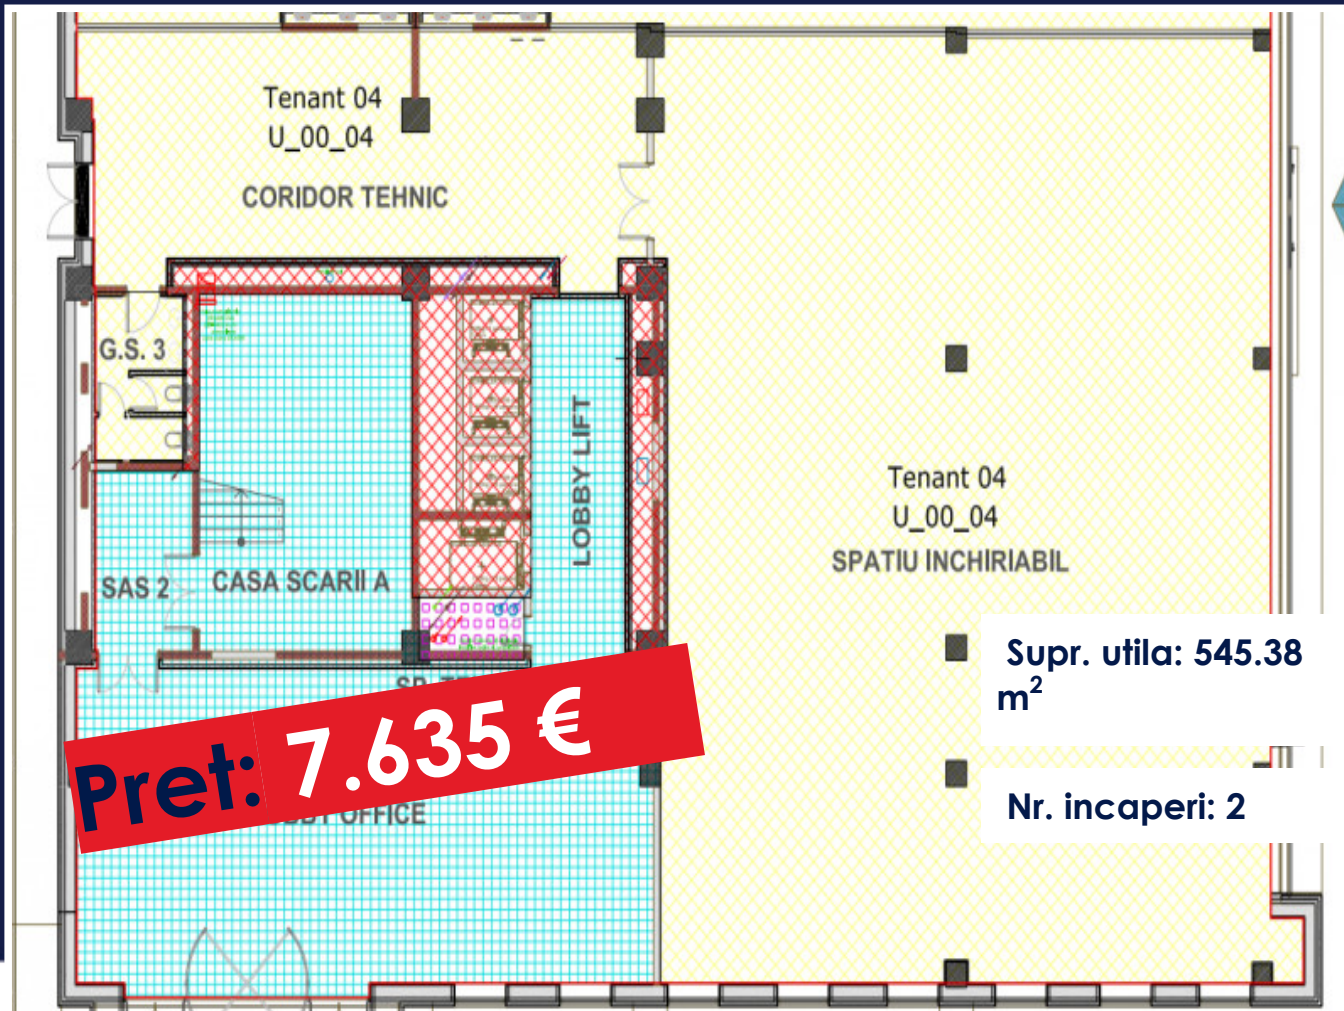 Tenant 04
U_00_04
CORIDOR TEHNIC
G.S. 3
LOBBY LIFT
Tenant 04
U_00_04
SPATIU INCHIRIABIL
SAS 2
CASA SCARII A
Supr. utila: 545.38
m²
Pret: 7.635 €
OFFICE
Nr. incaperi: 2